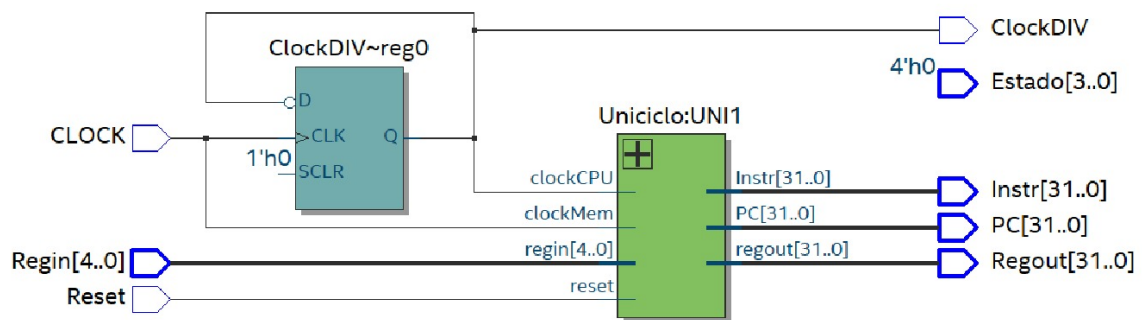 ClockDIV~reg0
ClockDIV
4'h0
Estado[3..0]
D
CLOCK
CLK
Q
1'h0
SCLR
Uniciclo:UNI1
clockCPU
Instr[31..0]
Instr[31..0]
clockMem
PC[31..0]
PC[31..0]
Regin[4..0]
regin[4..0]
regout[31..0]
Regout[31..0]
Reset
reset